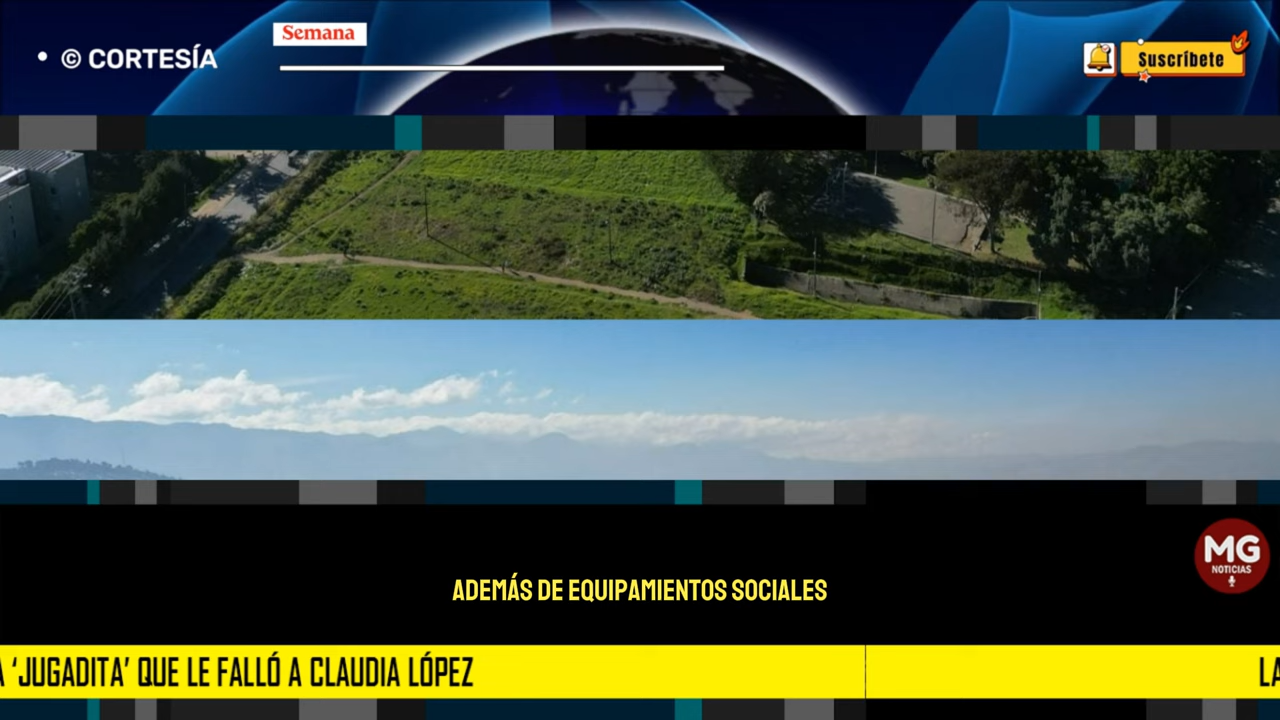 • © CORTESÍA
Semana
Suscríbete
ADEMÁS DE EQUIPAMIENTOS SOCIALES
MG
NOTICIAS
A ‘JUGADITA’ QUE LE FALLÓ A CLAUDIA LÓPEZ
LA